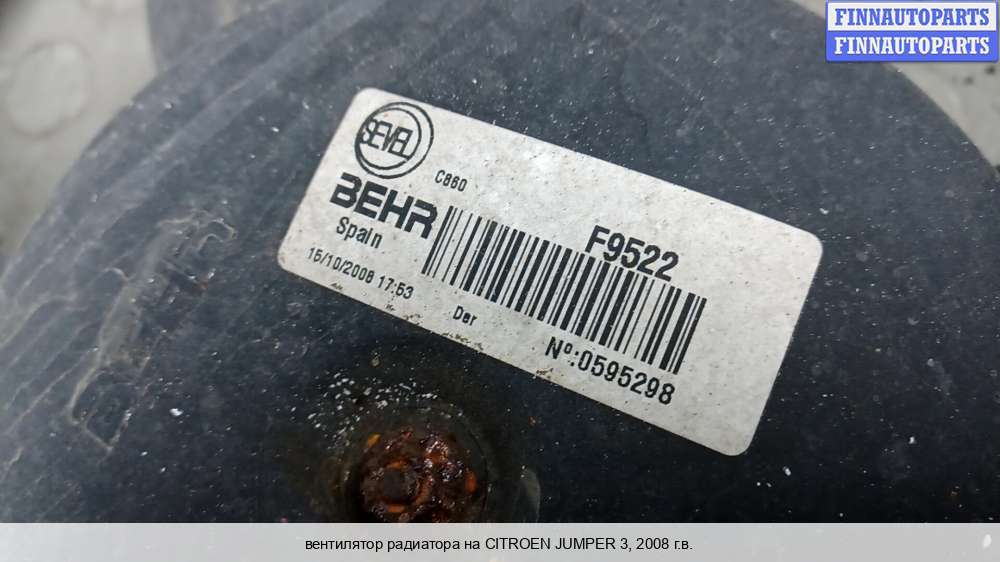 FINNAUTOPARTS
FINNAUTOPARTS
SEVEL
C860
BEHR
Spain
F9522
15/10/2008 17:53
Der
Nº:0595298
вентилятор радиатора на CITROEN JUMPER 3, 2008 г.в.